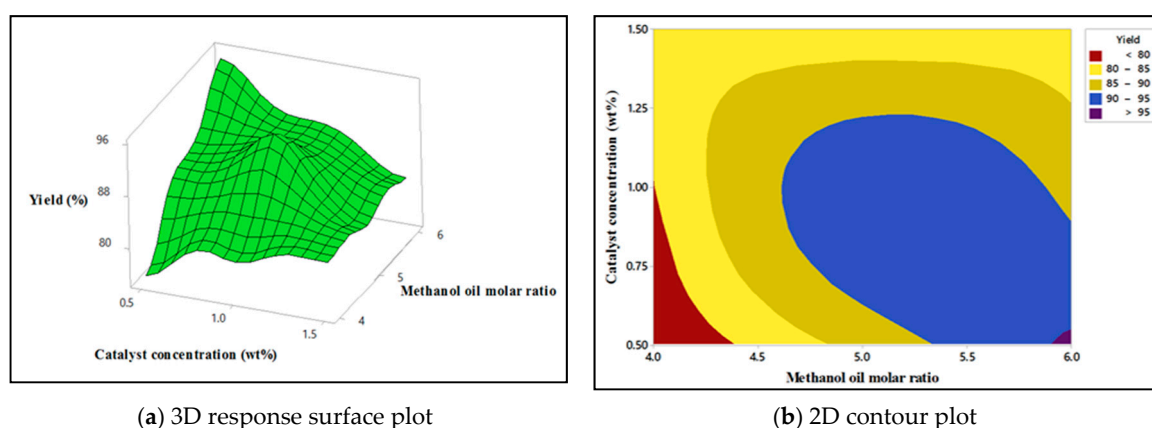 96
88
80
Yield (%)
0.5
1.0
1.5
Catalyst concentration (wt%)
4
5
6
Methanol oil molar ratio
(a) 3D response surface plot
1.50
1.25
1.00
0.75
0.50
Catalyst concentration (wt%)
4.0 4.5 5.0 5.5 6.0
Methanol oil molar ratio
Yield
< 80
80 – 85
85 – 90
90 – 95
> 95
(b) 2D contour plot